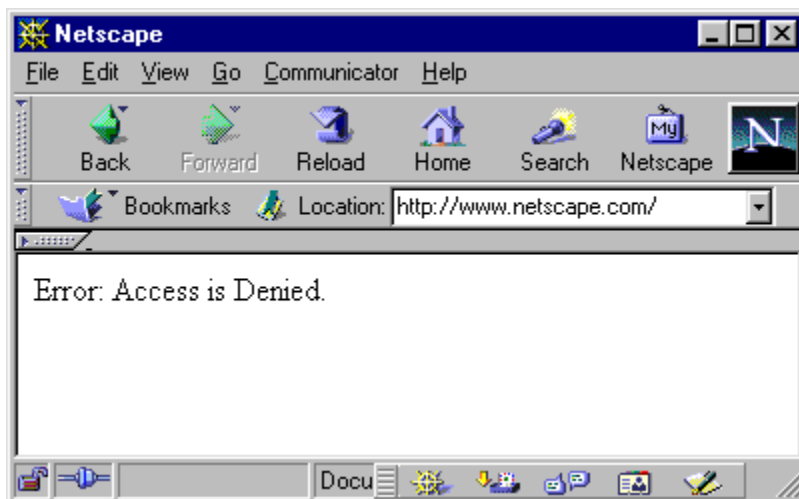 Netscape
File Edit View Go Communicator Help
My
N
Back Forward Reload Home Search Netscape
Bookmarks Location: http://www.netscape.com/
Error: Access is Denied.
Docu